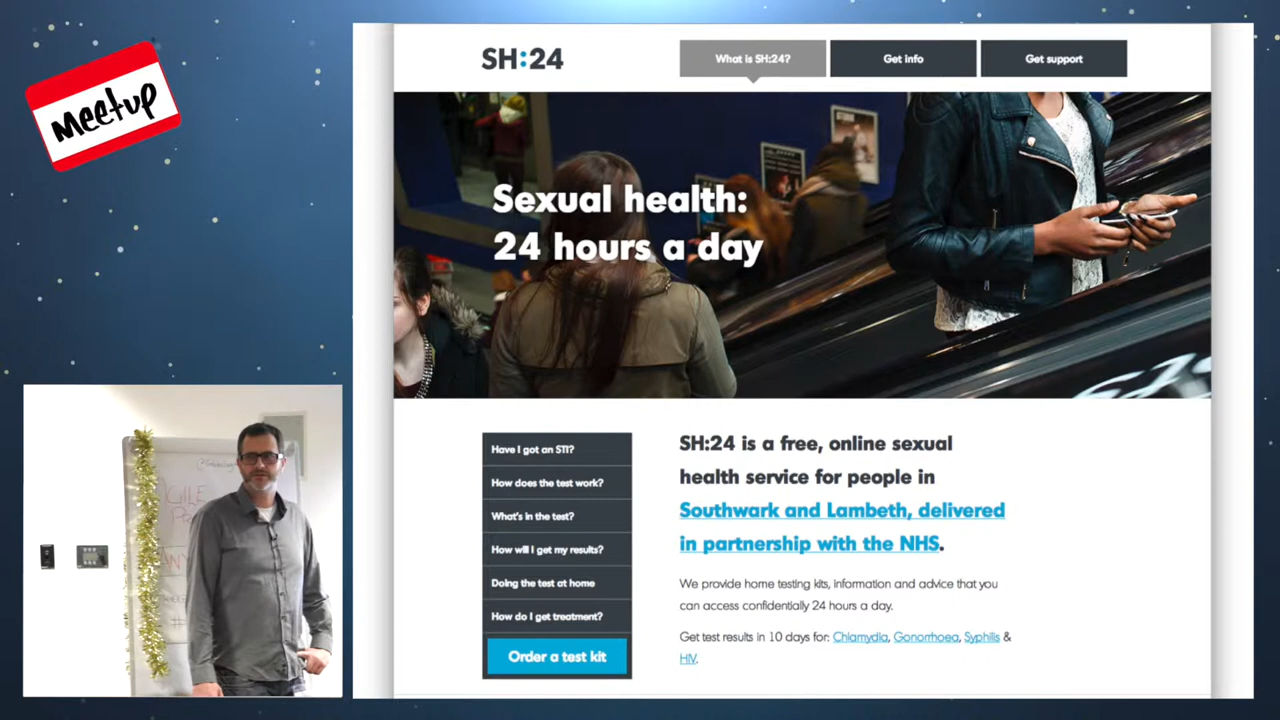 meetup
SH:24
What is SH:24?
Get info
Get support
Sexual health:
24 hours a day
Have I got an STI?
How does the test work?
What's in the test?
How will I get my results?
Doing the test at home
How do I get treatment?
Order a test kit
SH:24 is a free, online sexual
health service for people in
Southwark and Lambeth, delivered
in partnership with the NHS.
We provide home testing kits, information and advice that you
can access confidentially 24 hours a day.
Get test results in 10 days for: Chlamydia, Gonorrhoea, Syphilis &
HIV.